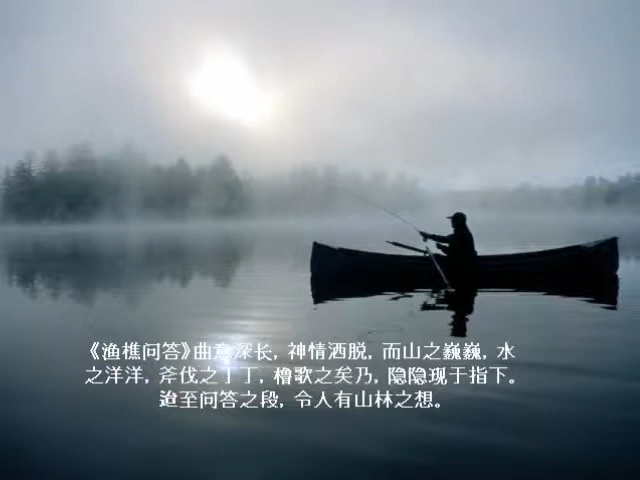 《渔樵问答》曲意深长, 神情洒脱, 而山之巍巍, 水
之洋洋, 斧伐之丁丁, 橹歌之矣乃, 隐隐现于指下。
迨至问答之段, 令人有山林之想。